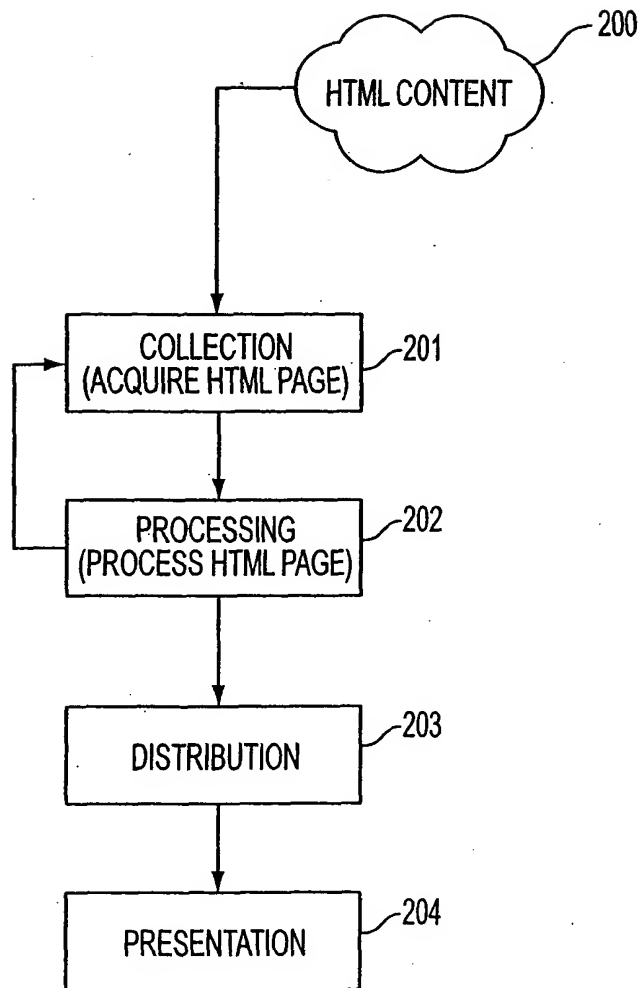 200
HTML CONTENT
COLLECTION
(ACQUIRE HTML PAGE)
201
PROCESSING
(PROCESS HTML PAGE)
202
203
DISTRIBUTION
204
PRESENTATION